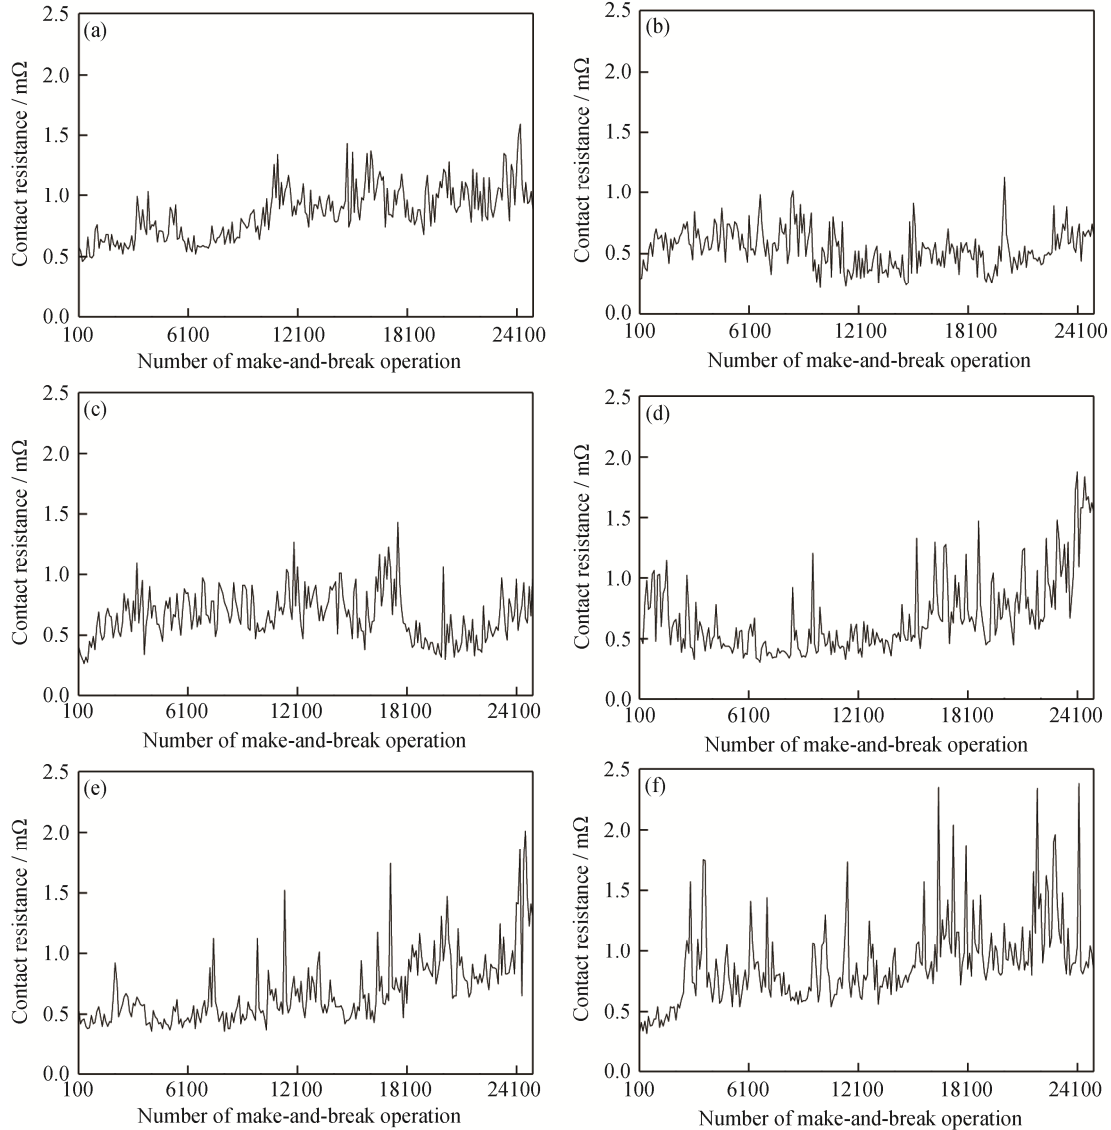 (a)
Contact resistance / mΩ
2.5
2.0
1.5
1.0
0.5
0.0
100 6100 12100 18100 24100
Number of make-and-break operation
(b)
Contact resistance / mΩ
2.5
2.0
1.5
1.0
0.5
0.0
100 6100 12100 18100 24100
Number of make-and-break operation
(c)
Contact resistance / mΩ
2.5
2.0
1.5
1.0
0.5
0.0
100 6100 12100 18100 24100
Number of make-and-break operation
(d)
Contact resistance / mΩ
2.5
2.0
1.5
1.0
0.5
0.0
100 6100 12100 18100 24100
Number of make-and-break operation
(e)
Contact resistance / mΩ
2.5
2.0
1.5
1.0
0.5
0.0
100 6100 12100 18100 24100
Number of make-and-break operation
(f)
Contact resistance / mΩ
2.5
2.0
1.5
1.0
0.5
0.0
100 6100 12100 18100 24100
Number of make-and-break operation